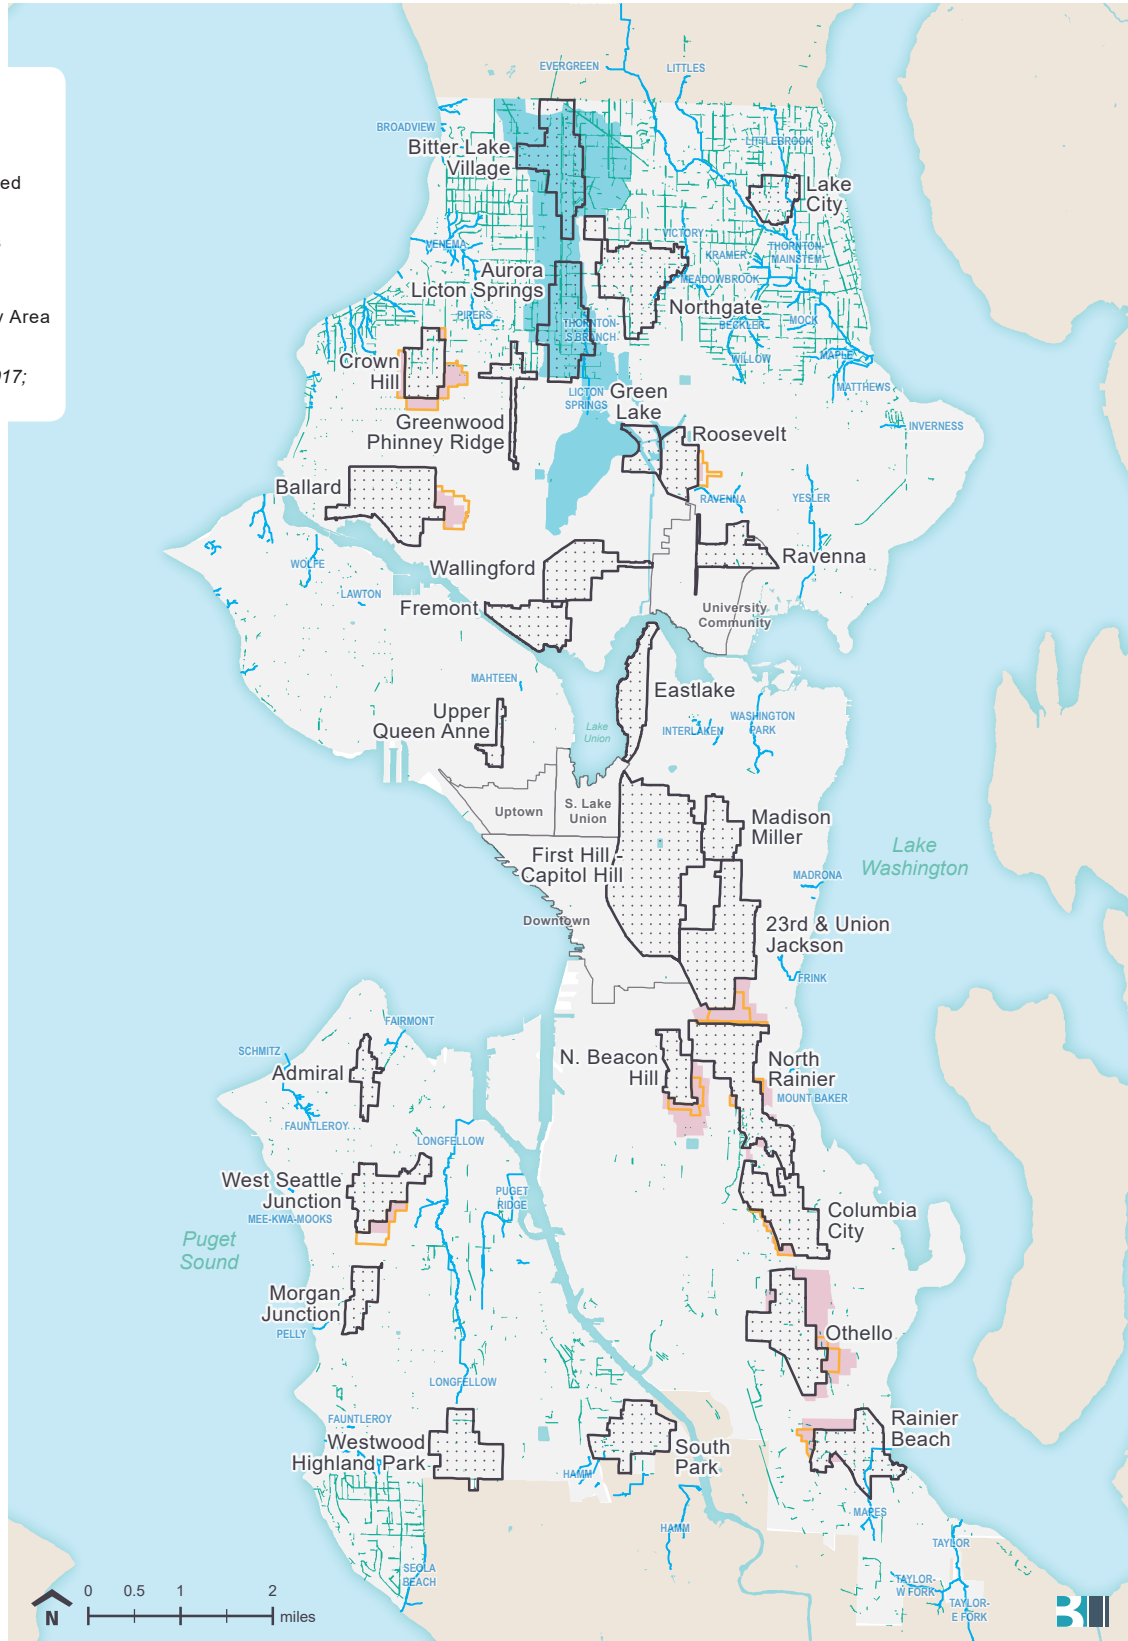 ed
y Area
017;
EVERGREEN
LITTLES
BROADVIEW
Bitter Lake
Village
LITTLEBROOK
Lake
City
VENEMA
VICTORY
KRAMER
THORNTON-
MAINSTEM
Aurora
Licton Springs
MEADOWBROOK
Northgate
PIPERS
THORNTON-
S BRANCH
BECKLER
MOCK
Crown
Hill
WILLOW
MAPLE
MATTHEWS
LICTON
SPRINGS
Green
Lake
Greenwood
Phinney Ridge
Roosevelt
INVERNESS
Ballard
RAVENNA
YESLER
WOLFE
Wallingford
Ravenna
LAWTON
Fremont
University
Community
MAHTEEN
Eastlake
Upper
Queen Anne
Lake
Union
INTERLAKEN
WASHINGTON
PARK
Uptown
S. Lake
Union
Madison
Miller
First Hill -
Capitol Hill
Lake
Washington
MADRONA
Downtown
23rd & Union
Jackson
FRINK
FAIRMONT
SCHMITZ
Admiral
N. Beacon
Hill
North
Rainier
MOUNT BAKER
FAUNTLEROY
LONGFELLOW
West Seattle
Junction
PUGET
RIDGE
MEE-KWA-MOOKS
Columbia
City
Puget
Sound
Morgan
Junction
PELLY
Othello
LONGFELLOW
FAUNTLEROY
Rainier
Beach
Westwood
Highland Park
South
Park
HAMM
MAPES
HAMM
TAYLOR
SEOLA
BEACH
TAYLOR-
W FORK
TAYLOR-
E FORK
N
0 0.5 1 2
miles